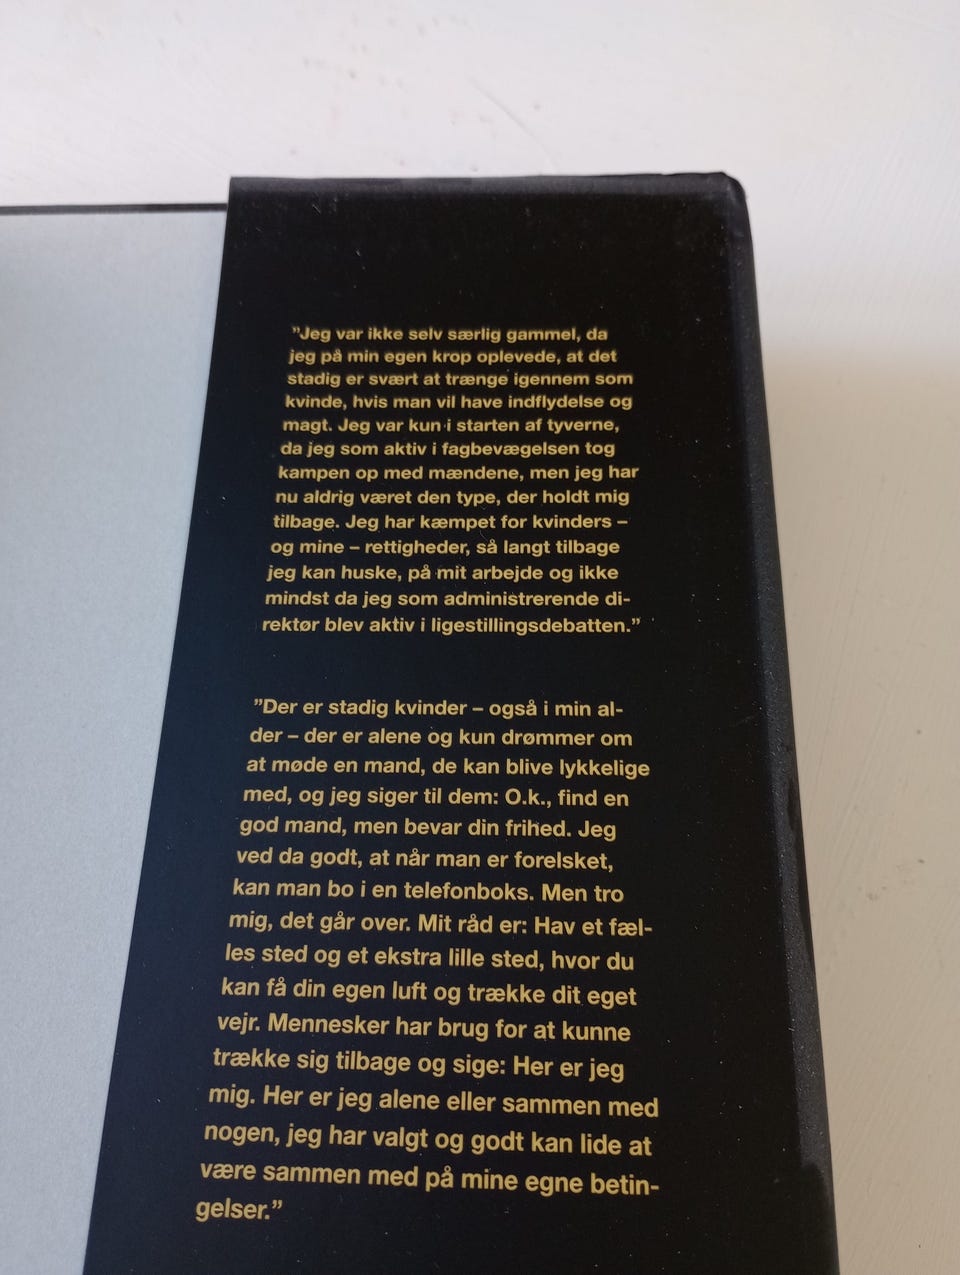 ”Jeg var ikke selv særlig gammel, da
jeg på min egen krop oplevede, at det
stadig er svært at trænge igennem som
kvinde, hvis man vil have indflydelse og
magt. Jeg var kun i starten af tyverne,
da jeg som aktiv i fagbevægelsen tog
kampen op med mændene, men jeg har
nu aldrig været den type, der holdt mig
tilbage. Jeg har kæmpet for kvinders –
og mine – rettigheder, så langt tilbage
jeg kan huske, på mit arbejde og ikke
mindst da jeg som administrerende di-
rektør blev aktiv i ligestillingsdebatten.”
”Der er stadig kvinder – også i min al-
der – der er alene og kun drømmer om
at møde en mand, de kan blive lykkelige
med, og jeg siger til dem: O.k., find en
god mand, men bevar din frihed. Jeg
ved da godt, at når man er forelsket,
kan man bo i en telefonboks. Men tro
mig, det går over. Mit råd er: Hav et fæl-
les sted og et ekstra lille sted, hvor du
kan få din egen luft og trække dit eget
vejr. Mennesker har brug for at kunne
trække sig tilbage og sige: Her er jeg
mig. Her er jeg alene eller sammen med
nogen, jeg har valgt og godt kan lide at
være sammen med på mine egne betin-
gelser.”